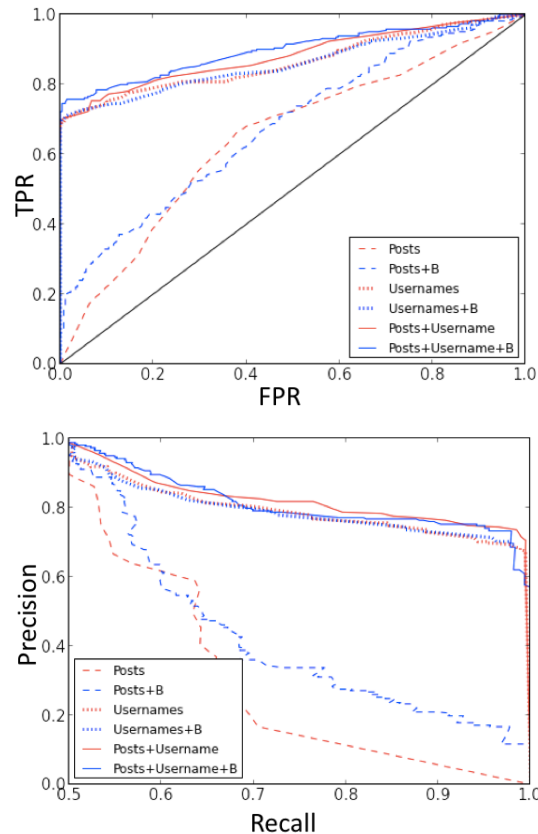 1.0
0.8
0.6
0.4
0.2
0.0
TPR
Posts
Posts+B
Usernames
Usernames+B
Posts+Username
Posts+Username+B
0.0 0.2 0.4 0.6 0.8 1.0
FPR
1.0
0.8
0.6
0.4
0.2
0.0
Precision
Posts
Posts+B
Usernames
Usernames+B
Posts+Username
Posts+Username+B
0.5 0.6 0.7 0.8 0.9 1.0
Recall